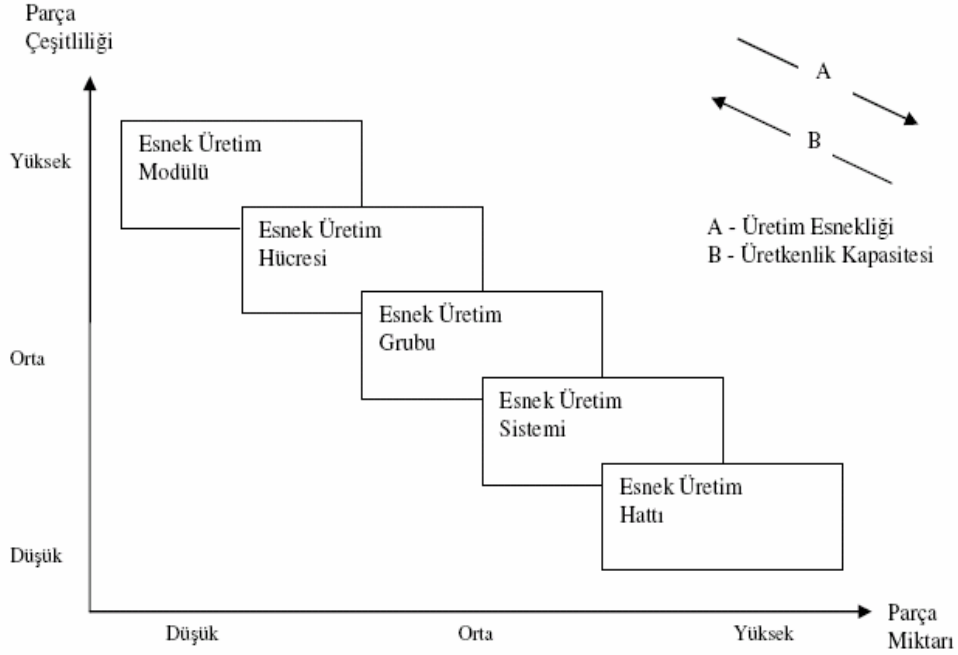 Parça
Çeşitliliği
A
B
Yüksek
Esnek Üretim
Modülü
Esnek Üretim
Hücresi
A - Üretim Esnekliği
B - Üretkenlik Kapasitesi
Orta
Esnek Üretim
Grubu
Esnek Üretim
Sistemi
Esnek Üretim
Hattı
Düşük
Düşük
Orta
Yüksek
Parça
Miktarı